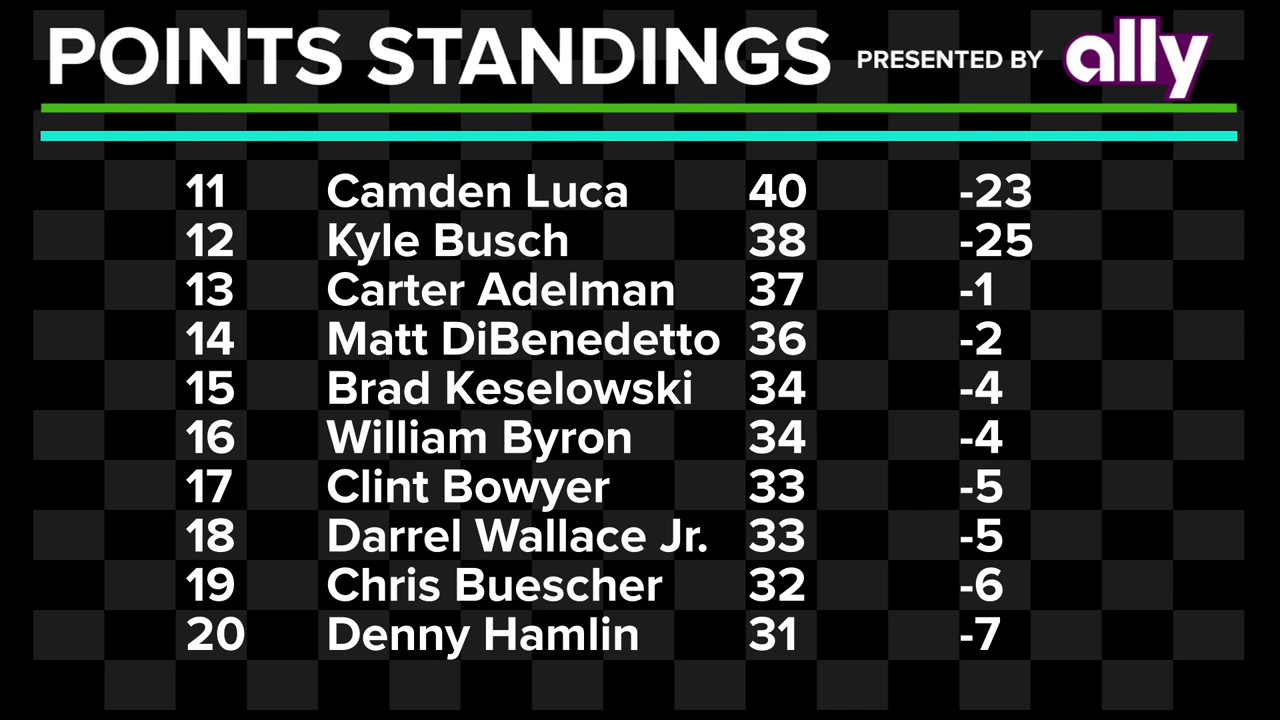 POINTS STANDINGS PRESENTED BY ally
11 Camden Luca 40 -23
12 Kyle Busch 38 -25
13 Carter Adelman 37 -1
14 Matt DiBenedetto 36 -2
15 Brad Keselowski 34 -4
16 William Byron 34 -4
17 Clint Bowyer 33 -5
18 Darrel Wallace Jr. 33 -5
19 Chris Buescher 32 -6
20 Denny Hamlin 31 -7